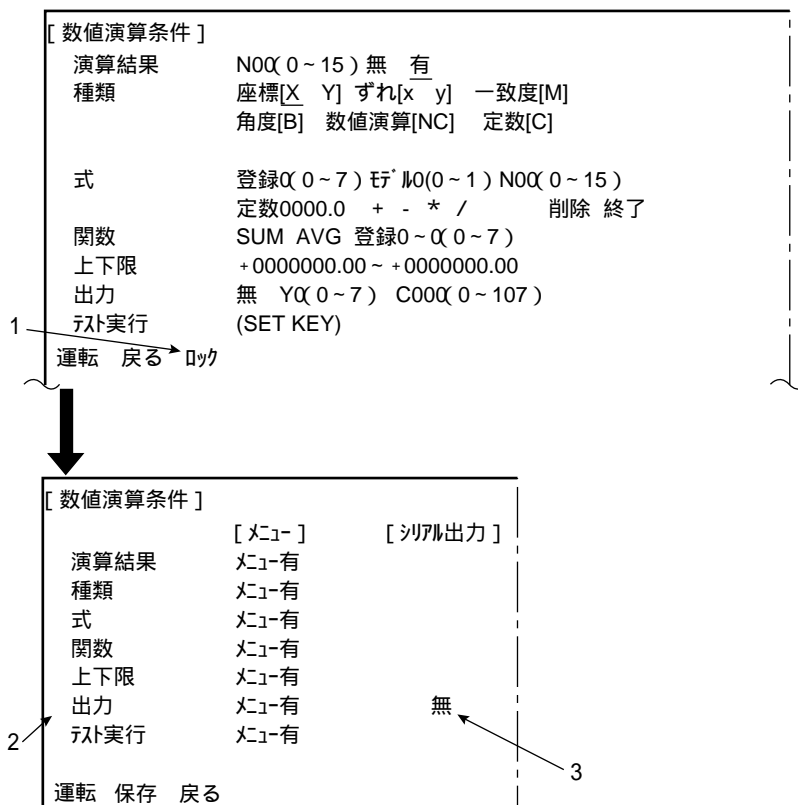 [ 数値演算条件 ]
演算結果 N00( 0 ~ 15 ) 無 有
種類 座標[X Y] ずれ[x y] 一致度[M]
角度[B] 数値演算[NC] 定数[C]
式 登録0( 0 ~ 7 ) ﾓﾃﾞﾙ0(0 ~ 1 ) N00( 0 ~ 15 )
定数0000.0 + - * / 削除 終了
関数 SUM AVG 登録0 ~ 0( 0 ~ 7 )
上下限 +0000000.00 ~ +0000000.00
出力 無 Y0( 0 ~ 7 ) C000( 0 ~ 107 )
ﾃｽﾄ実行 (SET KEY)
1
運転 戻る ﾛｯｸ
[ 数値演算条件 ]
[ ﾒﾆｭｰ ] [ ｼﾘｱﾙ出力 ]
演算結果 ﾒﾆｭｰ有
種類 ﾒﾆｭｰ有
式 ﾒﾆｭｰ有
関数 ﾒﾆｭｰ有
上下限 ﾒﾆｭｰ有
出力 ﾒﾆｭｰ有 無
2 ﾃｽﾄ実行 ﾒﾆｭｰ有
3
運転 保存 戻る